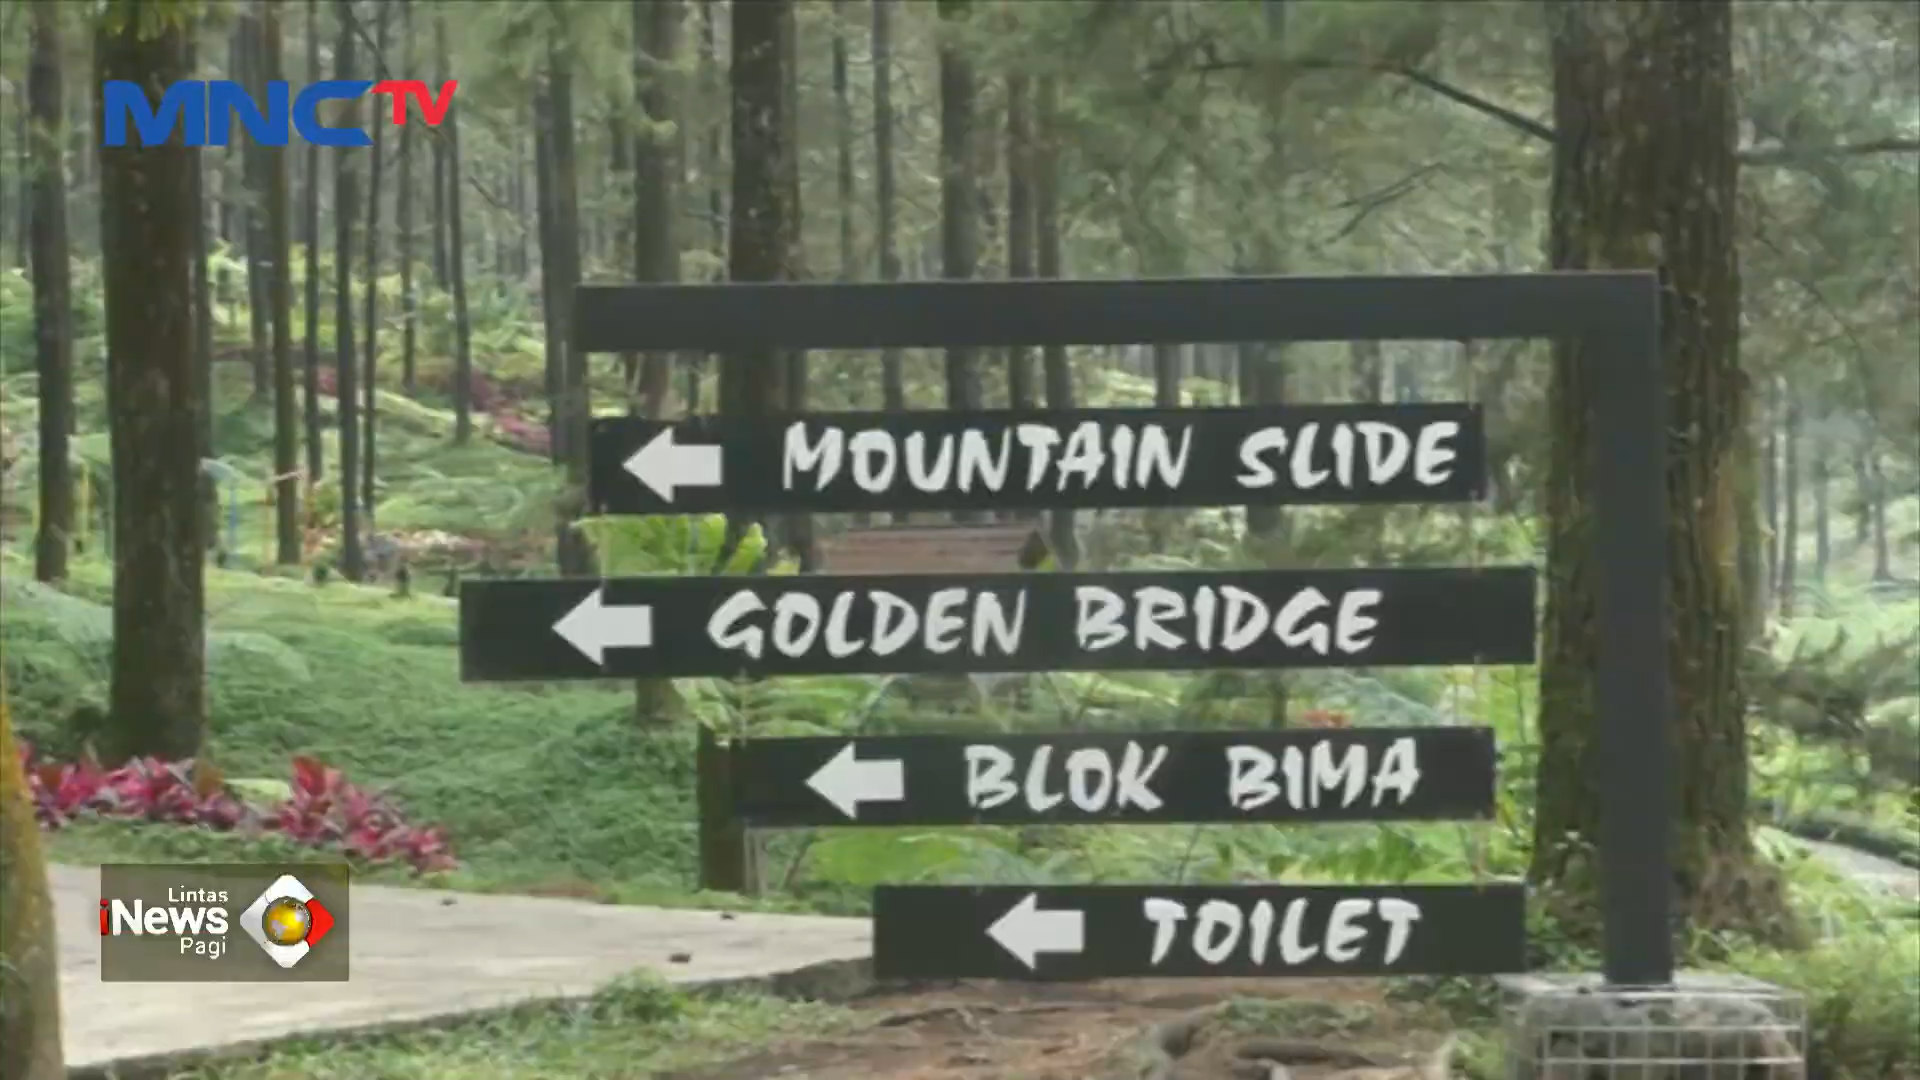 MNCTV
MOUNTAIN SLIDE
GOLDEN BRIDGE
BLOK BIMA
TOILET
Lintas
iNews
Pagi